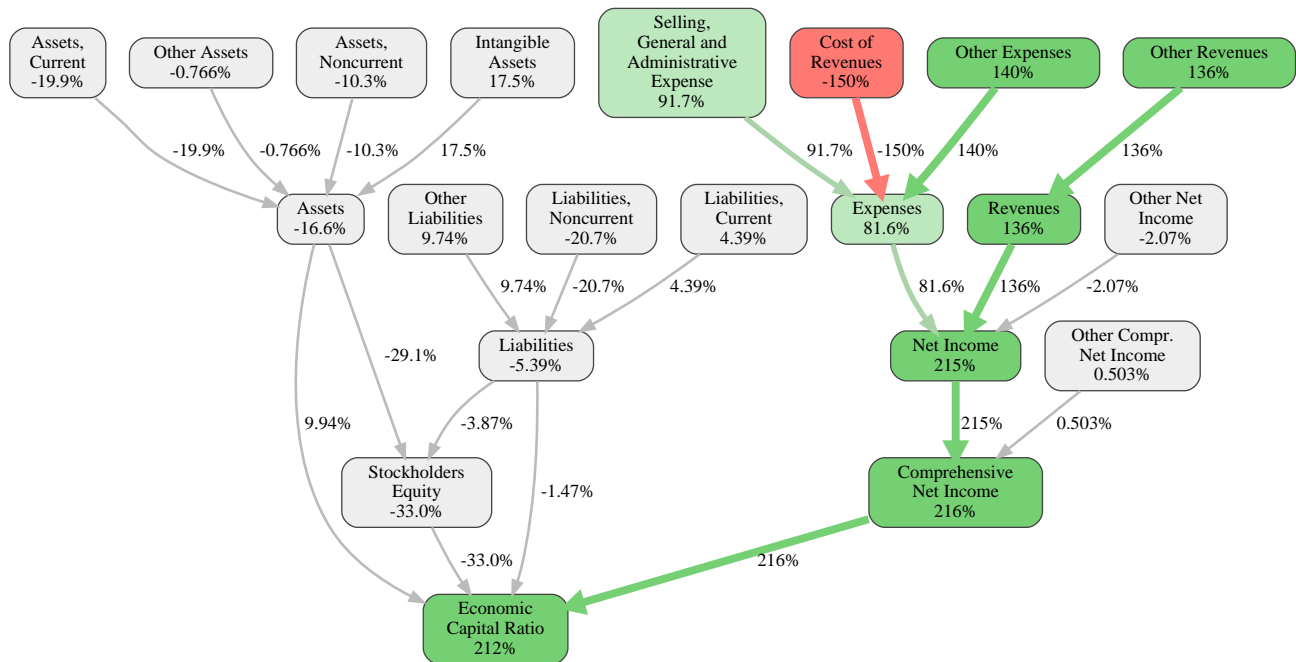 Assets,
Current
-19.9%
Other Assets
-0.766%
Assets,
Noncurrent
-10.3%
Intangible
Assets
17.5%
Selling,
General and
Administrative
Expense
91.7%
Cost of
Revenues
-150%
Other Expenses
140%
Other Revenues
136%
-19.9%
-0.766%
-10.3%
17.5%
91.7%
-150%
140%
136%
Assets
-16.6%
Other
Liabilities
9.74%
Liabilities,
Noncurrent
-20.7%
Liabilities,
Current
4.39%
Expenses
81.6%
Revenues
136%
Other Net
Income
-2.07%
9.74%
-20.7%
4.39%
81.6%
136%
-2.07%
-29.1%
Liabilities
-5.39%
Net Income
215%
Other Compr.
Net Income
0.503%
9.94%
-3.87%
215%
0.503%
Stockholders
Equity
-33.0%
-1.47%
Comprehensive
Net Income
216%
-33.0%
216%
Economic
Capital Ratio
212%